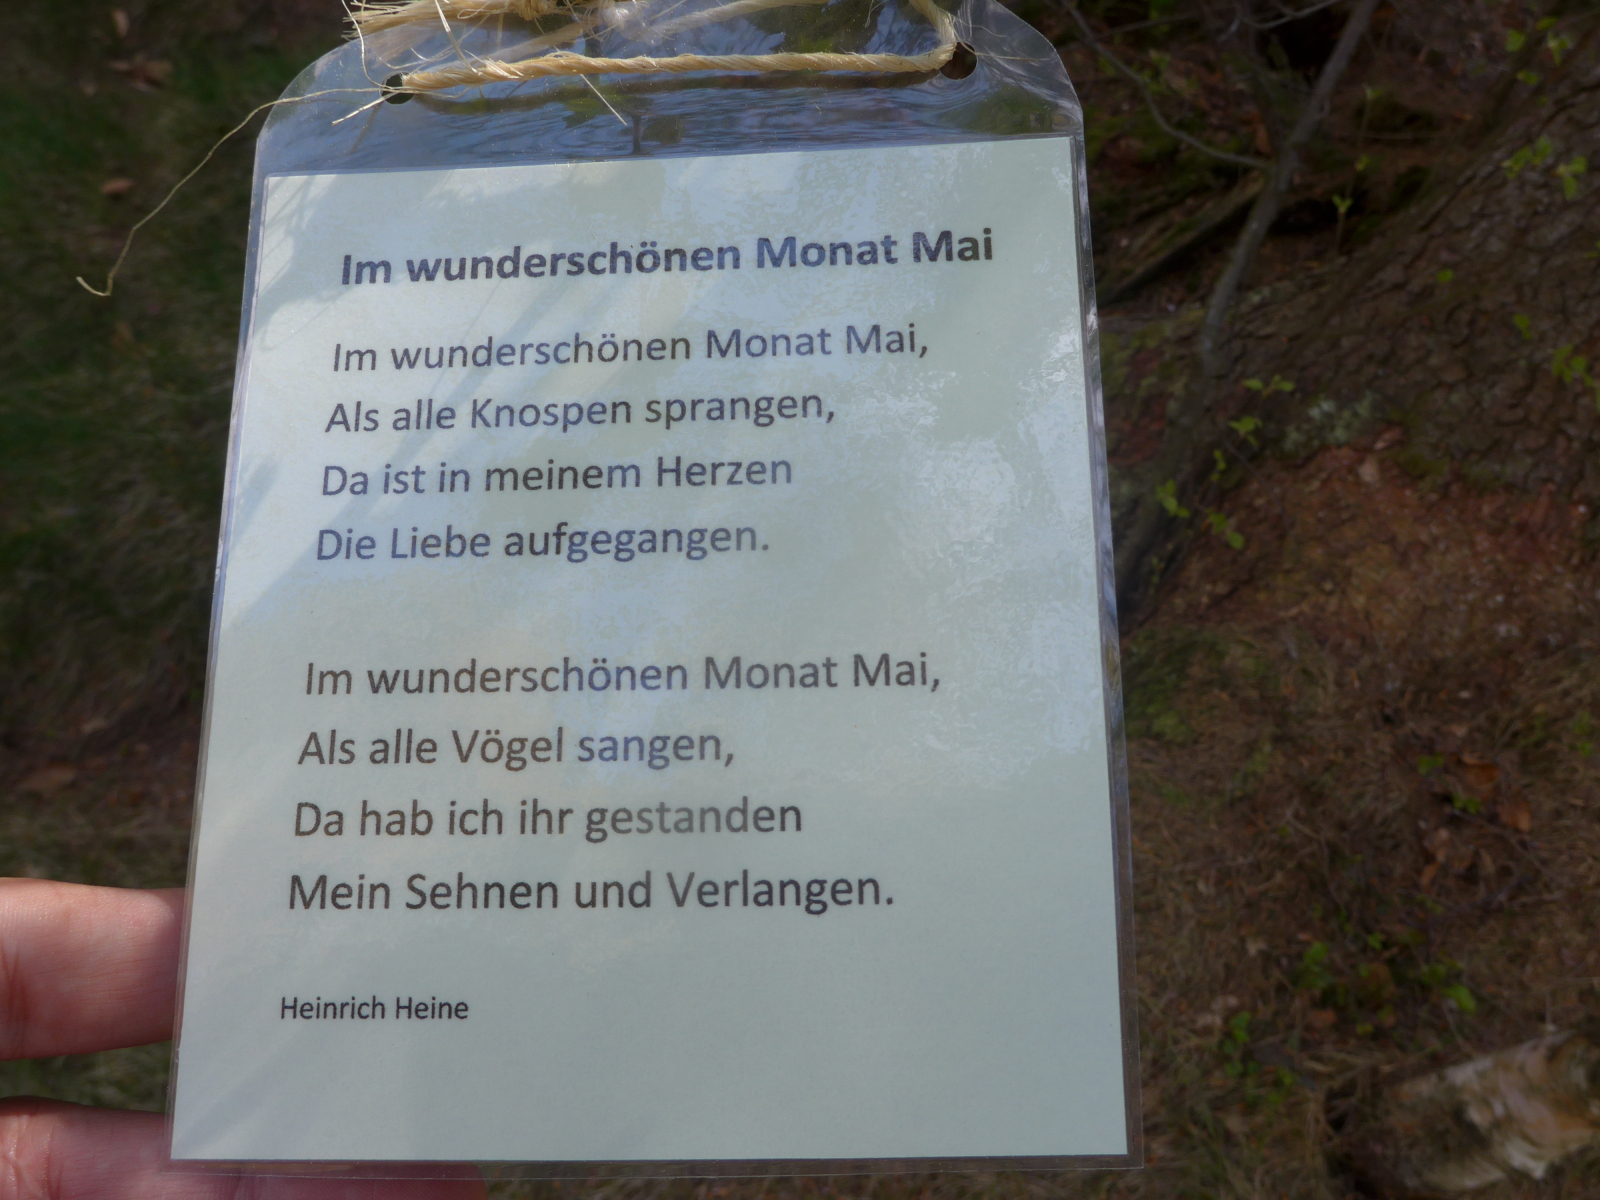 Im wunderschönen Monat Mai
Im wunderschönen Monat Mai,
Als alle Knospen sprangen,
Da ist in meinem Herzen
Die Liebe aufgegangen.
Im wunderschönen Monat Mai,
Als alle Vögel sangen,
Da hab ich ihr gestanden
Mein Sehnen und Verlangen.
Heinrich Heine